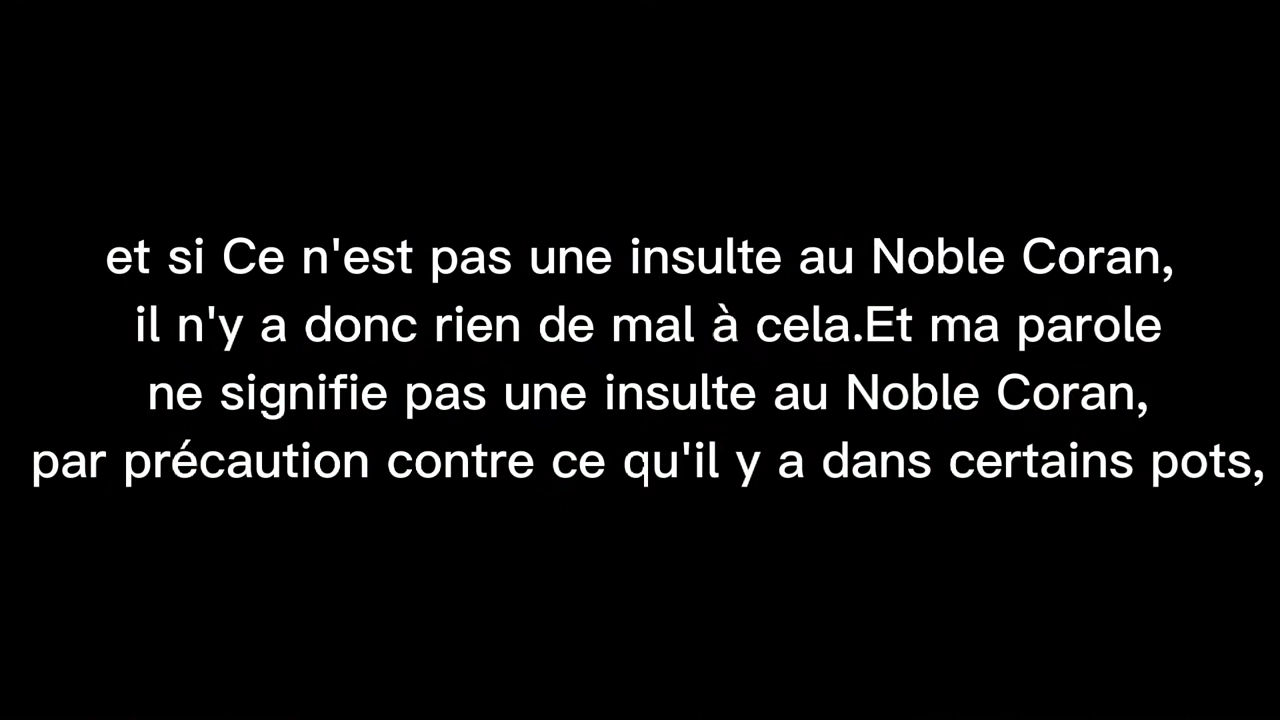 et si Ce n'est pas une insulte au Noble Coran,
il n'y a donc rien de mal à cela.Et ma parole
ne signifie pas une insulte au Noble Coran,
par précaution contre ce qu'il y a dans certains pots,